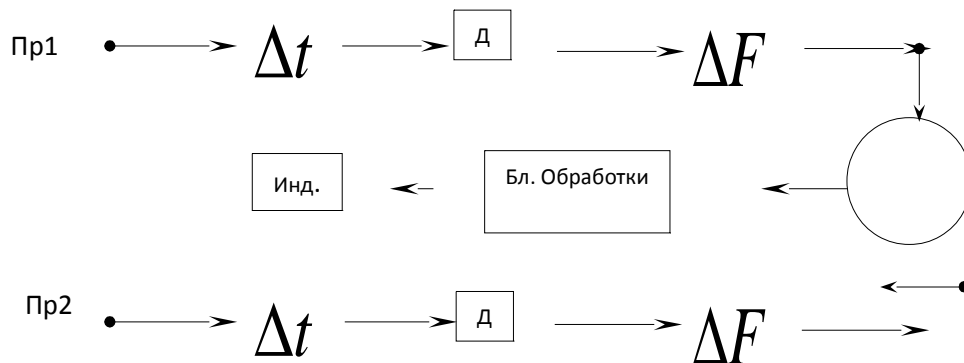 Пр1 Δt Д ΔF
Инд. Бл. Обработки
Пр2 Δt Д ΔF